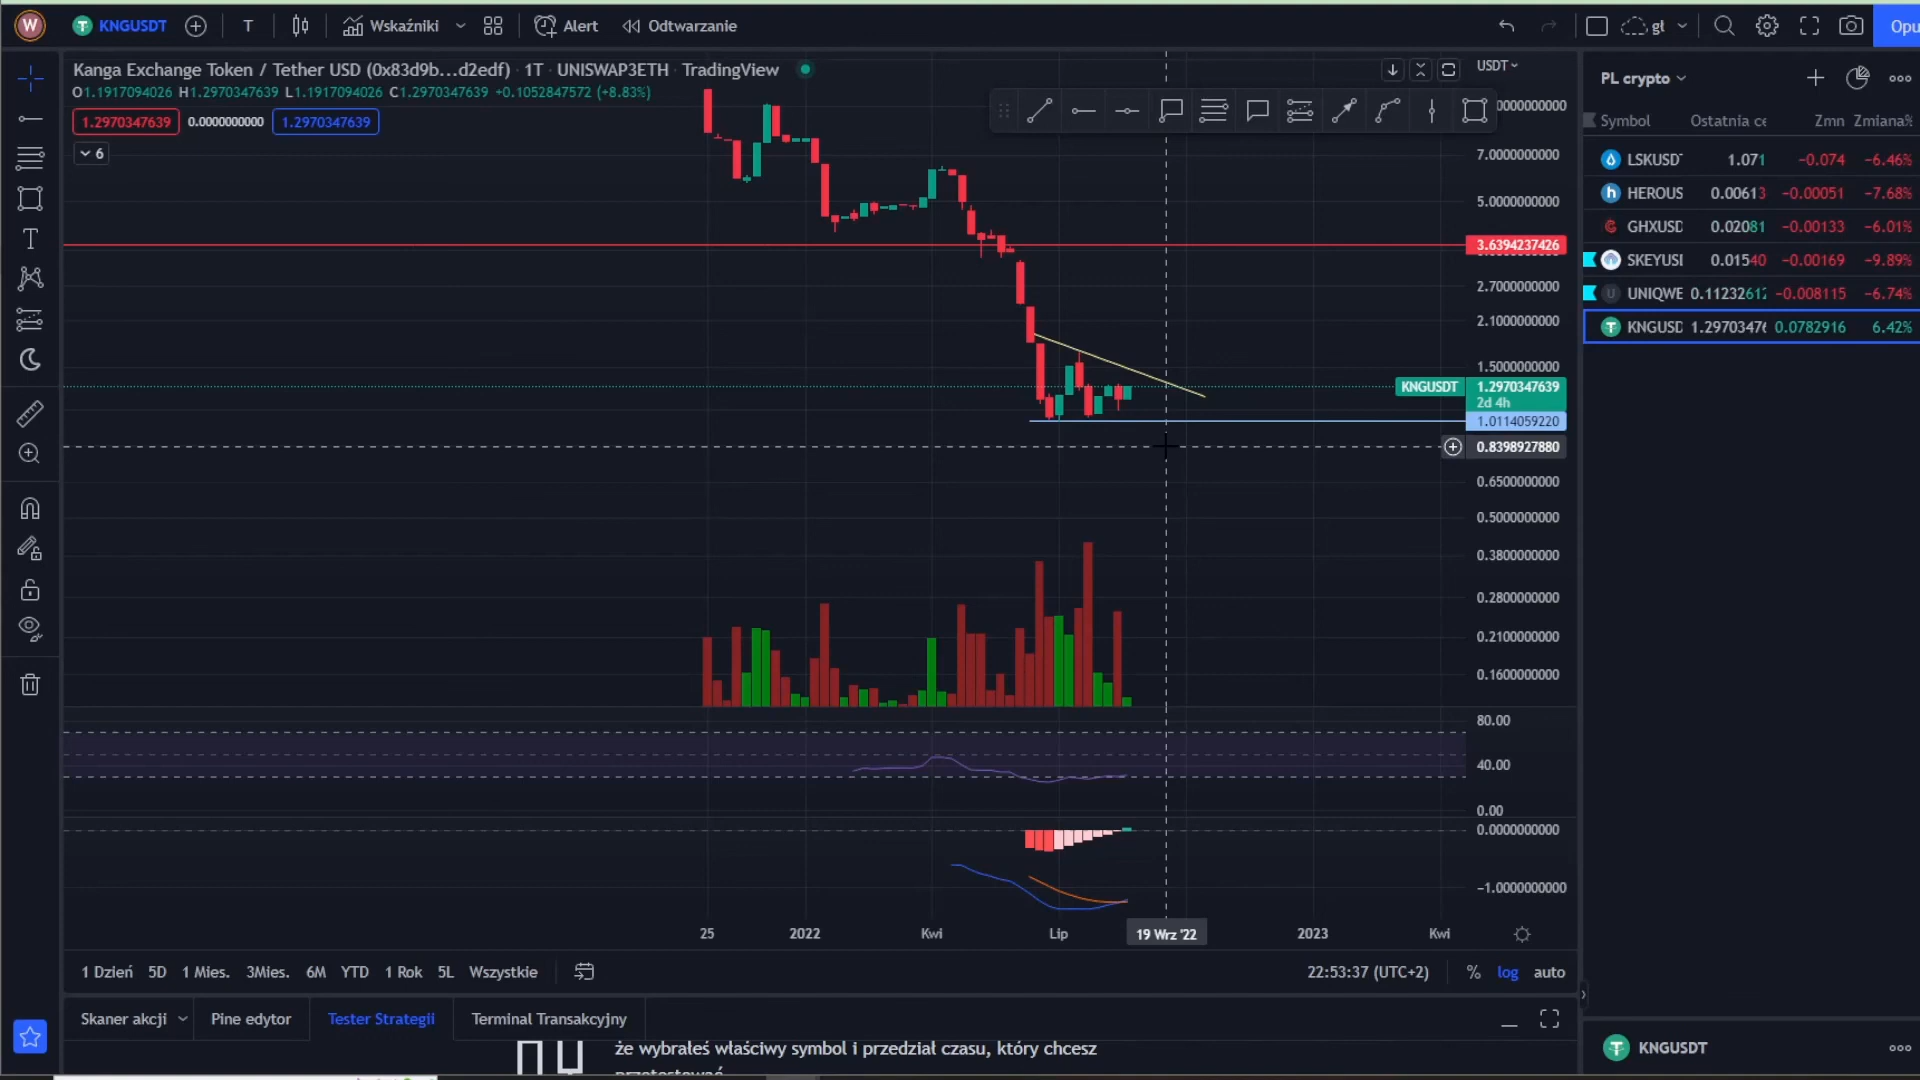 W KNGUSDT T Wskaźniki Alert Odtwarzanie gł Opu
Kanga Exchange Token / Tether USD (0x83d9b...d2edf) · 1T · UNISWAP3ETH · TradingView
O1.1917094026 H1.2970347639 L1.1917094026 C1.2970347639 +0.1052847572 (+8.83%)
1.2970347639 0.0000000000 1.2970347639
6
USDT
7.0000000000
5.0000000000
3.6394237426
2.7000000000
2.1000000000
1.5000000000
KNGUSDT 1.2970347639
2d 4h
1.0114059220
0.8398927880
0.6500000000
0.5000000000
0.3800000000
0.2800000000
0.2100000000
0.1600000000
80.00
40.00
0.00
0.0000000000
−1.0000000000
25 2022 Kwi Lip 19 Wrz '22 2023 Kwi
1 Dzień 5D 1 Mies. 3Mies. 6M YTD 1 Rok 5L Wszystkie 22:53:37 (UTC+2) % log auto
Skaner akcji Pine edytor Tester Strategii Terminal Transakcyjny
że wybrałeś właściwy symbol i przedział czasu, który chcesz
PL crypto
Symbol Ostatnia ce Zmn Zmiana%
LSKUSDT 1.071 −0.074 −6.46%
HEROUS 0.00613 −0.00051 −7.68%
GHXUSD 0.02081 −0.00133 −6.01%
SKEYUSI 0.01540 −0.00169 −9.89%
UNIQWE 0.11232612 −0.008115 −6.74%
KNGUSD 1.29703476 0.0782916 6.42%
KNGUSDT